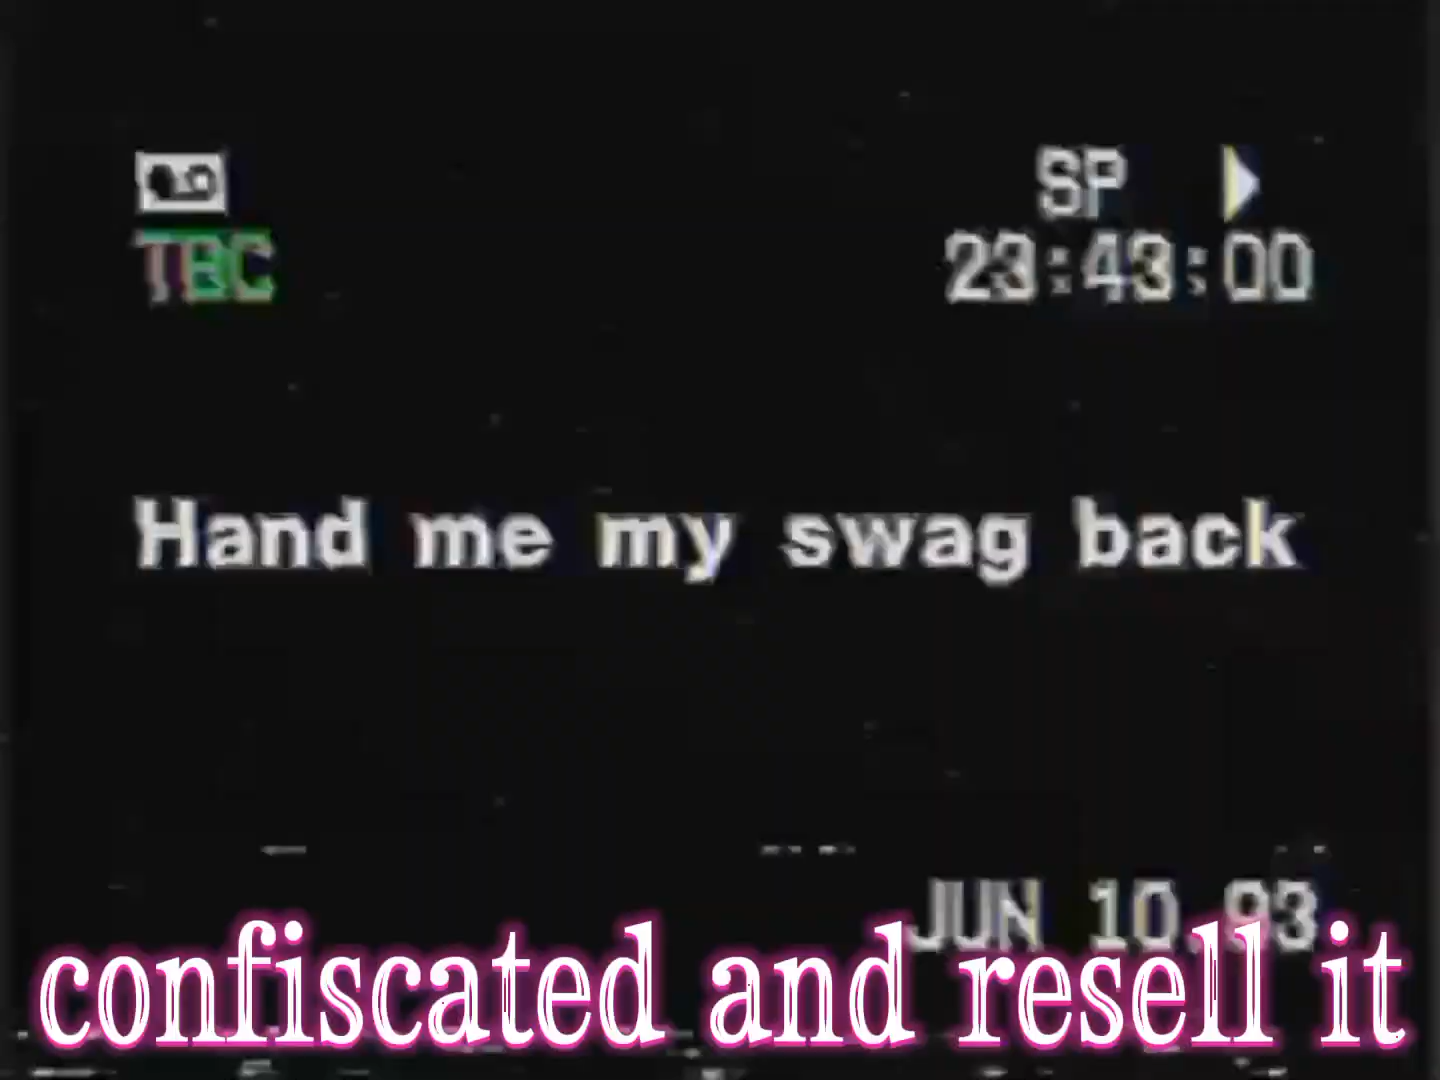 SP
TBC
23:43:00
Hand me my swag back
JUN 10.93
confiscated and resell it